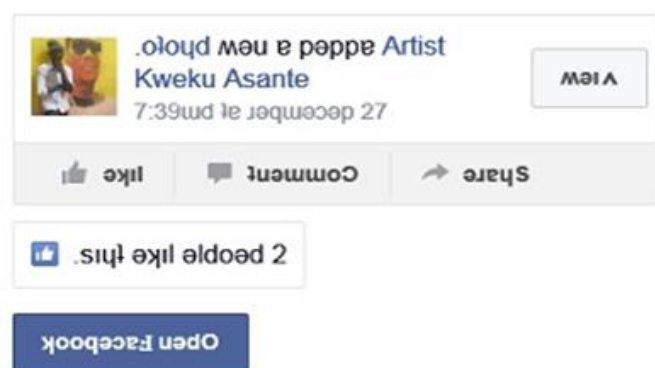 Artist added a new photo.
Kweku Asante
27 december at 7:39pm
view
like
Comment
Share
2 people like this.
Open Facebook